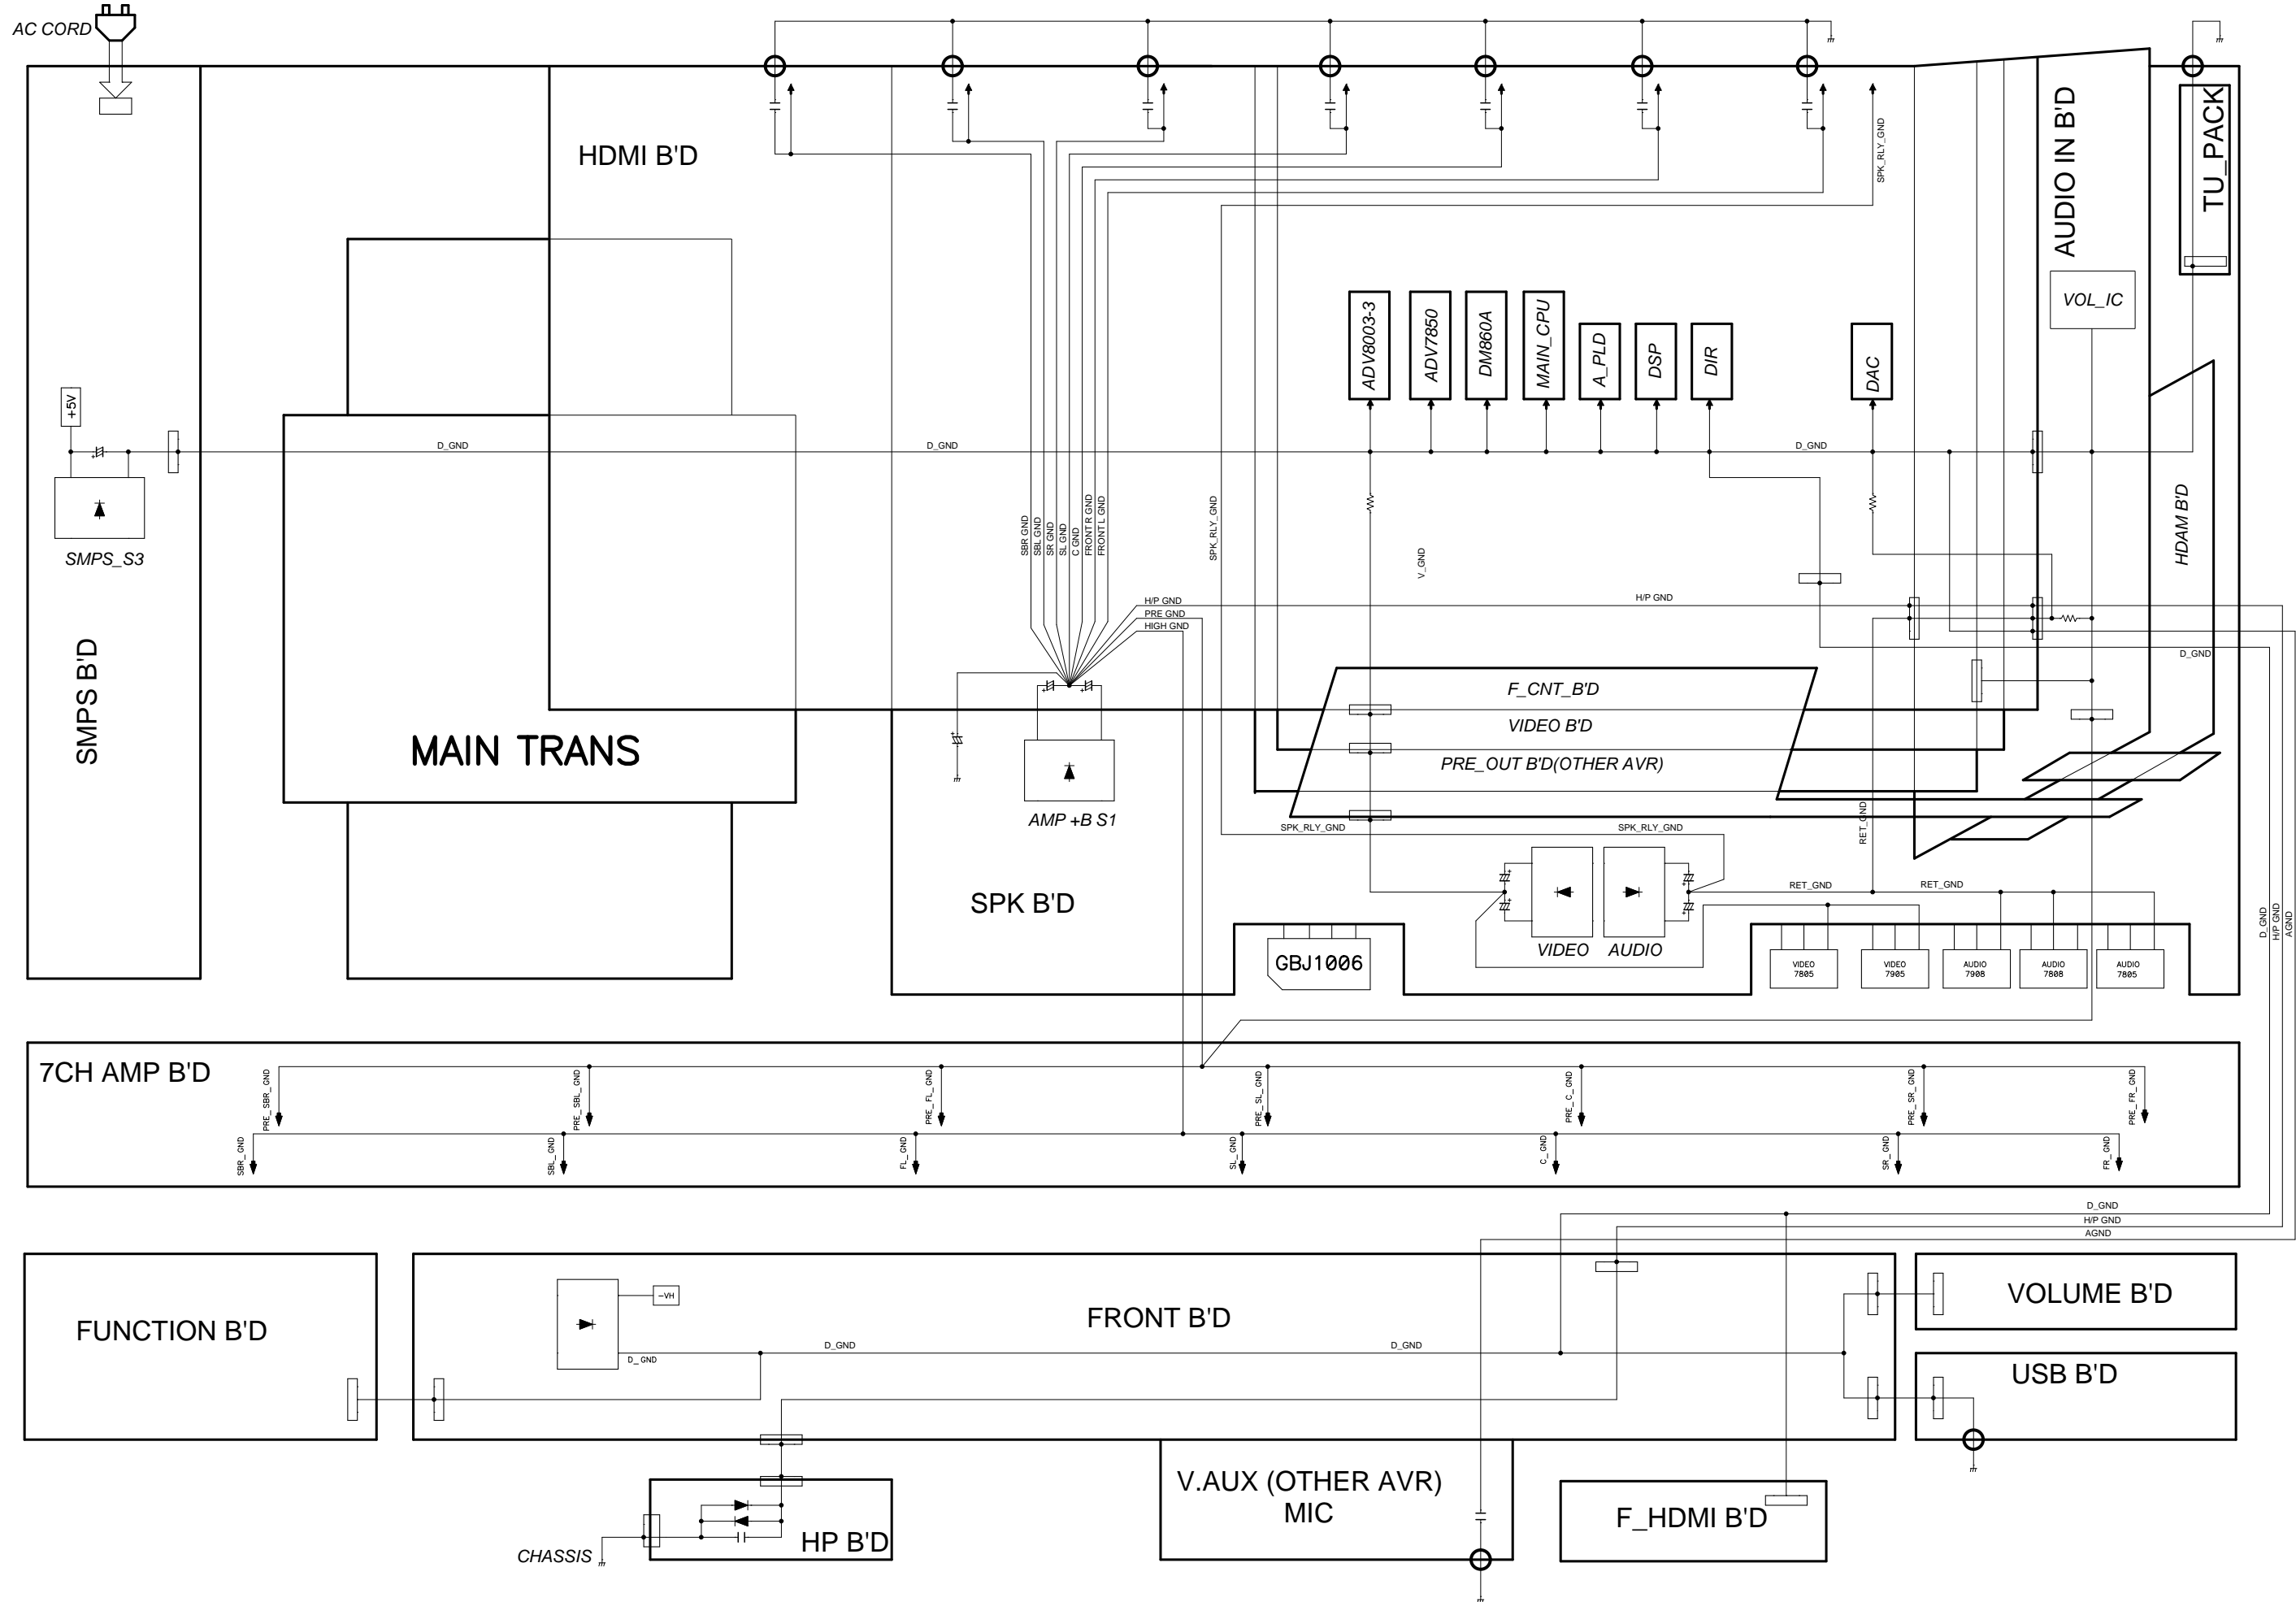 AC CORD
HDMI B'D
SPK_RLY_GND
AUDIO IN B'D
TU_PACK
VOL_IC
ADV8003-3
ADV7850
DM860A
MAIN_CPU
A_PLD
DSP
DIR
DAC
+5V
D_GND
D_GND
D_GND
SMPS_S3
SBR GND
SBL GND
SR GND
SL GND
C GND
FRONT R GND
FRONT L GND
SPK_RLY_GND
V_GND
HDAM B'D
H/P GND
PRE GND
HIGH GND
H/P GND
D_GND
SMPS B'D
MAIN TRANS
F_CNT_B'D
VIDEO B'D
PRE_OUT B'D(OTHER AVR)
AMP +B S1
SPK_RLY_GND
SPK_RLY_GND
RET_GND
SPK B'D
RET_GND
RET_GND
D_GND
H/P GND
AGND
VIDEO
AUDIO
GBJ1006
VIDEO
7805
VIDEO
7905
AUDIO
7908
AUDIO
7808
AUDIO
7805
7CH AMP B'D
PRE_SBR_GND
PRE_SBL_GND
PRE_FL_GND
PRE_SL_GND
PRE_C_GND
PRE_SR_GND
PRE_FR_GND
SBR_GND
SBL_GND
FL_GND
SL_GND
C_GND
SR_GND
FR_GND
D_GND
H/P GND
AGND
FUNCTION B'D
-VH
FRONT B'D
D_GND
D_GND
D_GND
VOLUME B'D
USB B'D
V.AUX (OTHER AVR)
MIC
F_HDMI B'D
HP B'D
CHASSIS